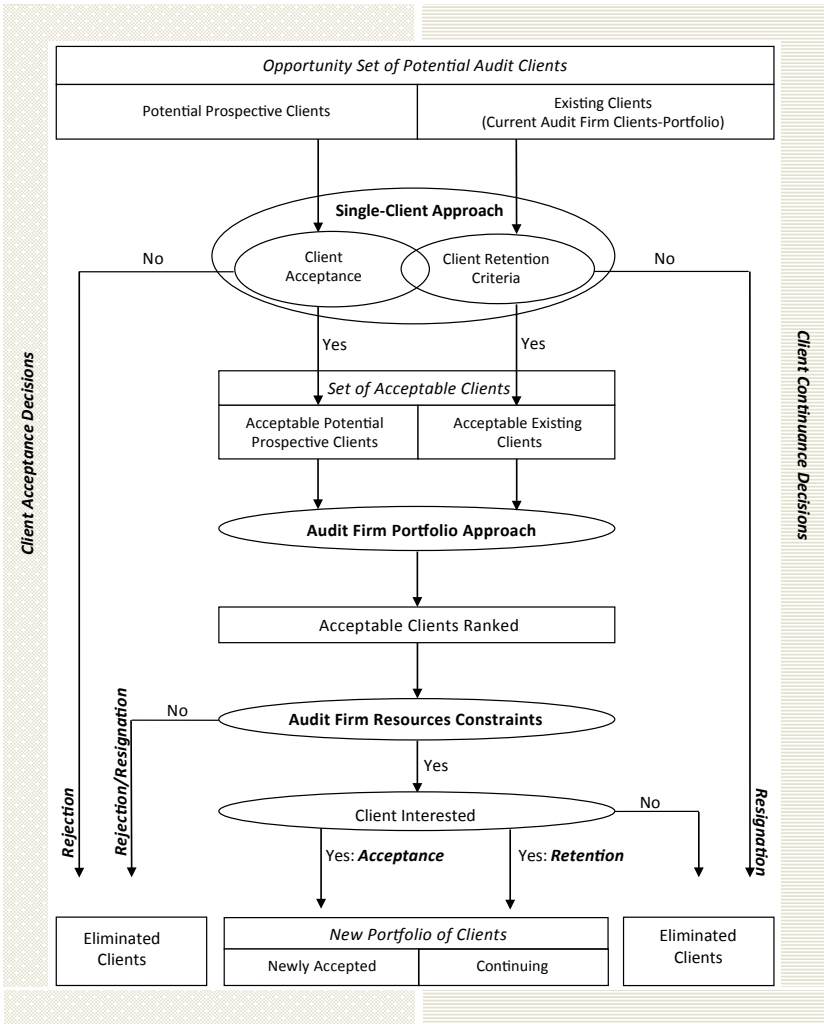 Opportunity Set of Potential Audit Clients
Potential Prospective Clients
Existing Clients
(Current Audit Firm Clients-Portfolio)
Single-Client Approach
Client
Acceptance
Client Retention
Criteria
No
No
Yes
Yes
Set of Acceptable Clients
Acceptable Potential
Prospective Clients
Acceptable Existing
Clients
Client Acceptance Decisions
Client Continuance Decisions
Audit Firm Portfolio Approach
Acceptable Clients Ranked
Audit Firm Resources Constraints
No
Yes
Client Interested
No
Rejection
Rejection/Resignation
Resignation
Yes: Acceptance
Yes: Retention
Eliminated
Clients
New Portfolio of Clients
Newly Accepted
Continuing
Eliminated
Clients